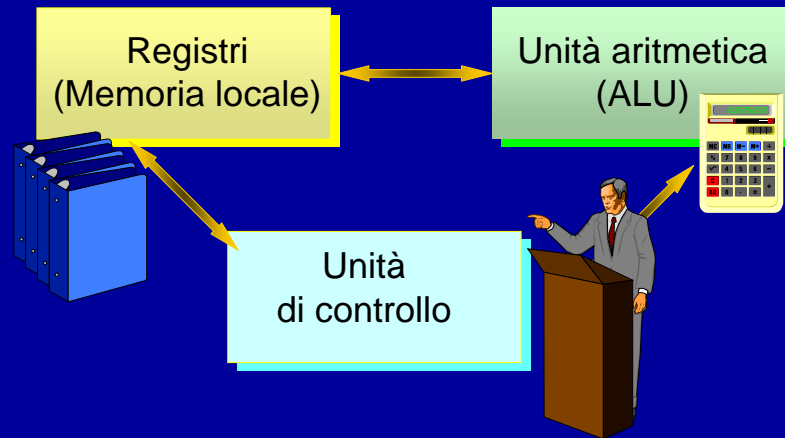 Registri
(Memoria locale)
Unità aritmetica
(ALU)
Unità
di controllo